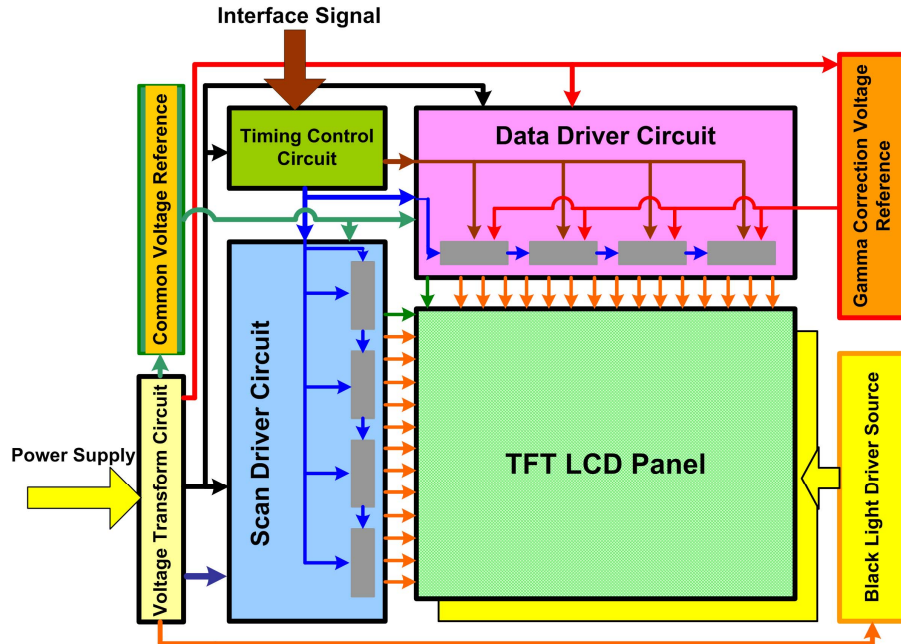 Interface Signal
Timing Control
Circuit
Data Driver Circuit
Common Voltage Reference
Gamma Correction Voltage
Reference
Scan Driver Circuit
TFT LCD Panel
Power Supply
Voltage Transform Circuit
Black Light Driver Source